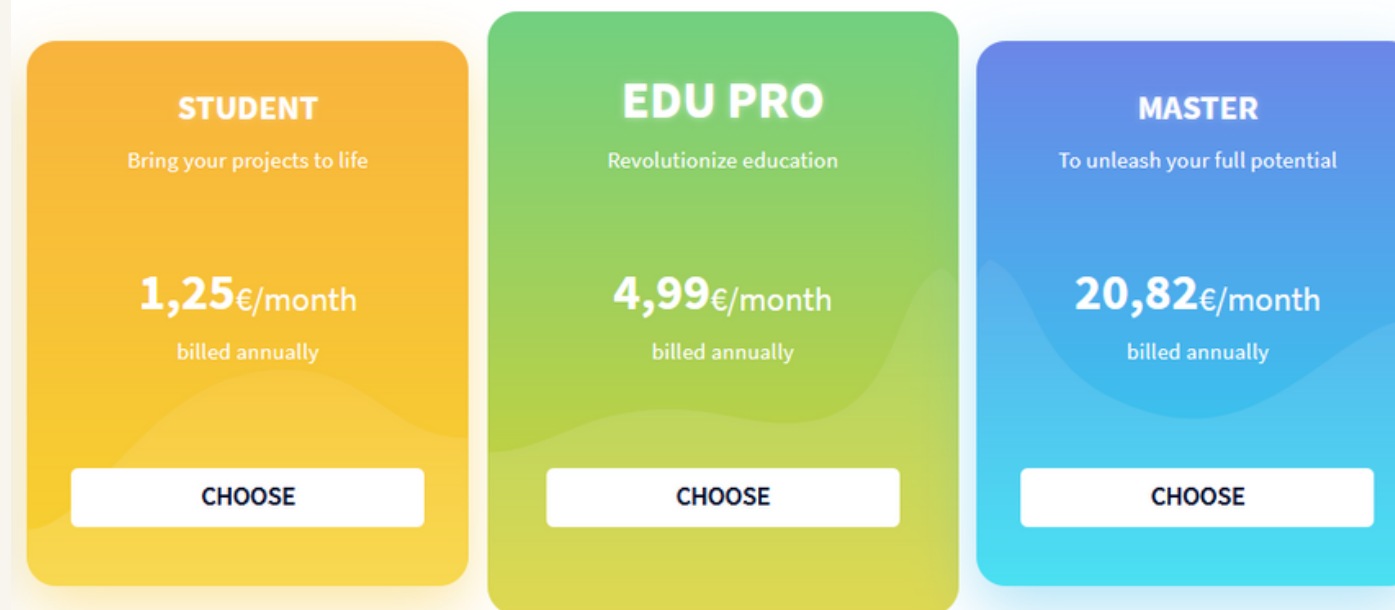 STUDENT
Bring your projects to life
1,25€/month
billed annually
CHOOSE
EDU PRO
Revolutionize education
4,99€/month
billed annually
CHOOSE
MASTER
To unleash your full potential
20,82€/month
billed annually
CHOOSE